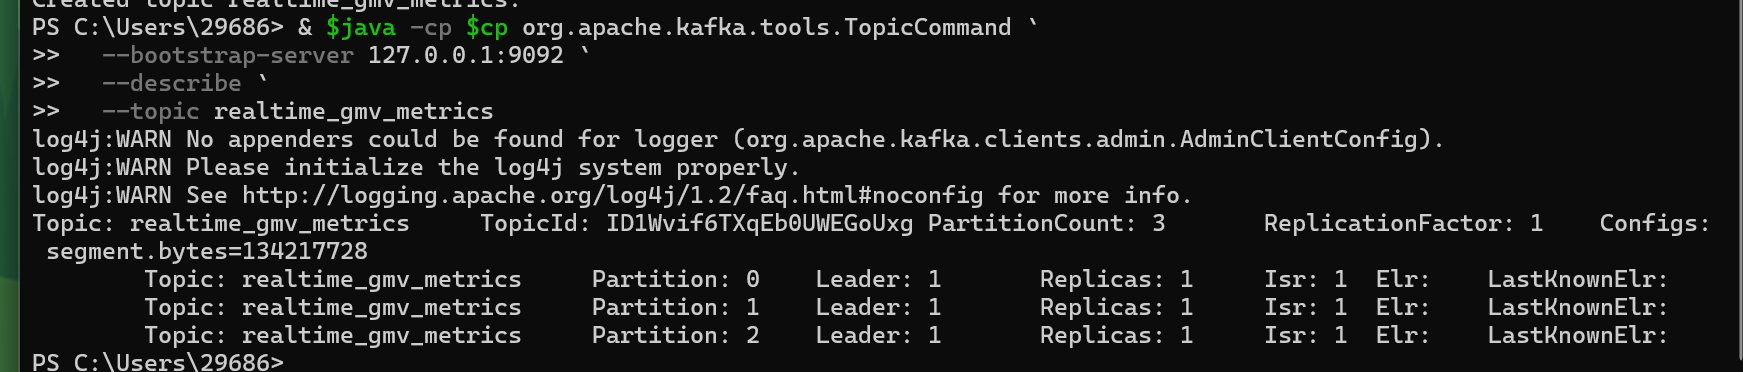 Created topic realtime_gmv_metrics.
PS C:\Users\29686> & $java -cp $cp org.apache.kafka.tools.TopicCommand `
>>   --bootstrap-server 127.0.0.1:9092 `
>>   --describe `
>>   --topic realtime_gmv_metrics
log4j:WARN No appenders could be found for logger (org.apache.kafka.clients.admin.AdminClientConfig).
log4j:WARN Please initialize the log4j system properly.
log4j:WARN See http://logging.apache.org/log4j/1.2/faq.html#noconfig for more info.
Topic: realtime_gmv_metrics     TopicId: ID1Wvif6TXqEb0UWEGoUxg PartitionCount: 3       ReplicationFactor: 1    Configs:
 segment.bytes=134217728
        Topic: realtime_gmv_metrics     Partition: 0    Leader: 1       Replicas: 1     Isr: 1  Elr:    LastKnownElr:
        Topic: realtime_gmv_metrics     Partition: 1    Leader: 1       Replicas: 1     Isr: 1  Elr:    LastKnownElr:
        Topic: realtime_gmv_metrics     Partition: 2    Leader: 1       Replicas: 1     Isr: 1  Elr:    LastKnownElr:
PS C:\Users\29686>